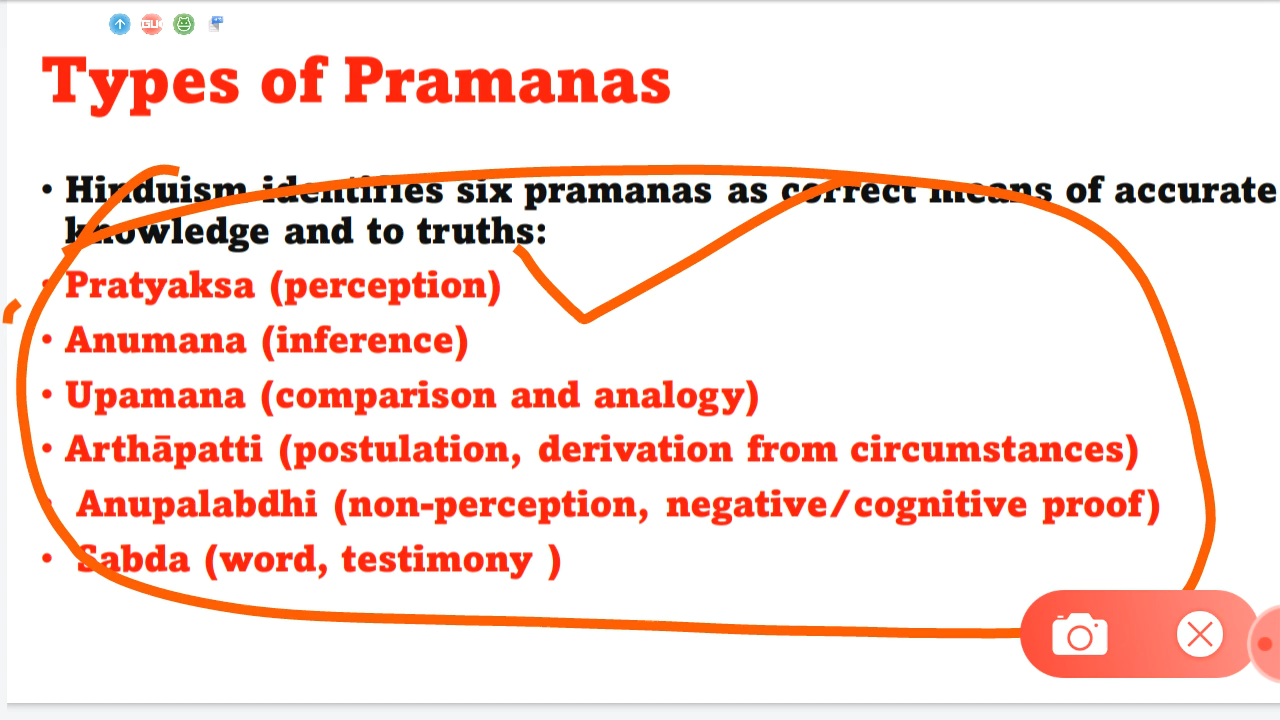 Types of Pramanas
• Hinduism identifies six pramanas as correct means of accurate
knowledge and to truths:
• Pratyaksa (perception)
• Anumana (inference)
• Upamana (comparison and analogy)
• Arthāpatti (postulation, derivation from circumstances)
• Anupalabdhi (non-perception, negative/cognitive proof)
• Sabda (word, testimony )